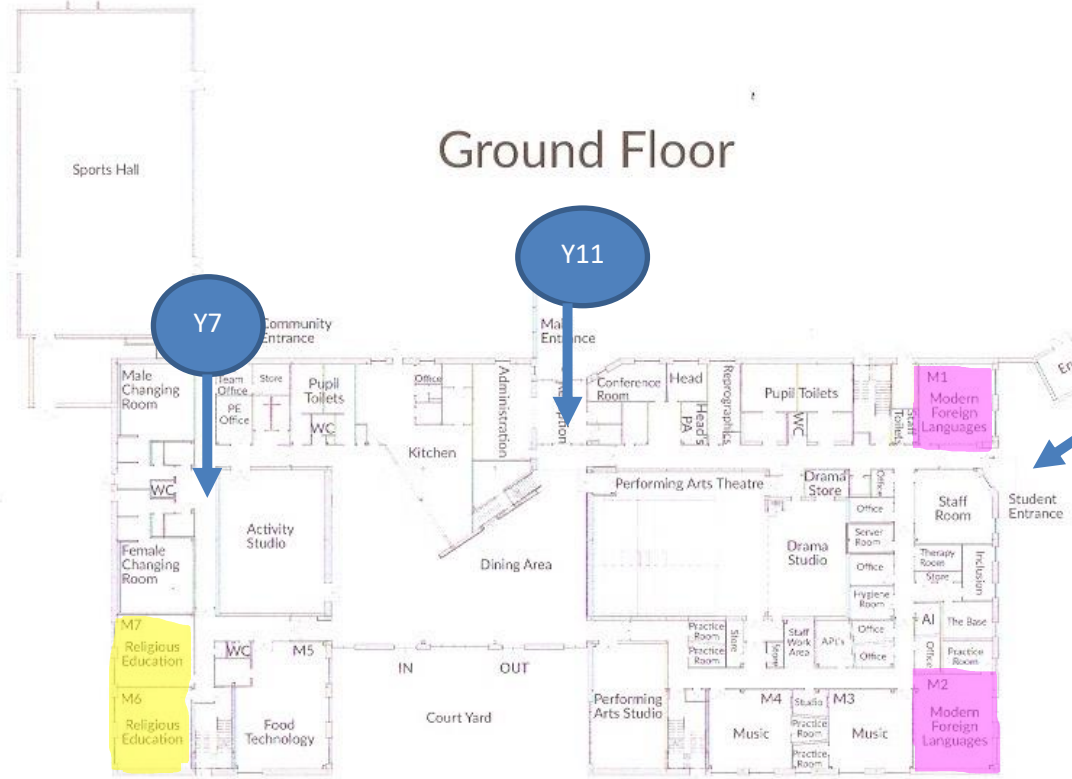 Ground Floor
Sports Hall
Y11
Y7
Community
Entrance
Entrance
Male
Changing
Room
Team
Office
Store
PE
Office
Pupil
Toilets
WC
Office
Kitchen
Administration
Conference
Room
Head
Head's
PA
Reprographics
Pupil Toilets
WC
Staff
Toilets
M1
Modern
Foreign
Languages
WC
Activity
Studio
Female
Changing
Room
Dining Area
Performing Arts Theatre
Drama
Store
Office
Office
Server
Room
Office
Hygiene
Room
Drama
Studio
Staff
Room
Student
Entrance
Therapy
Room
Store
Inclusion
AI
The Base
Office
Practice
Room
M7
Religious
Education
M6
Religious
Education
WC
M5
Food
Technology
IN
OUT
Court Yard
Practice
Room
Practice
Room
Store
Store
Staff
Work
Area
Office
Office
Performing
Arts Studio
M4
Music
Studio
Practice
Room
Practice
Room
M3
Music
M2
Modern
Foreign
Languages